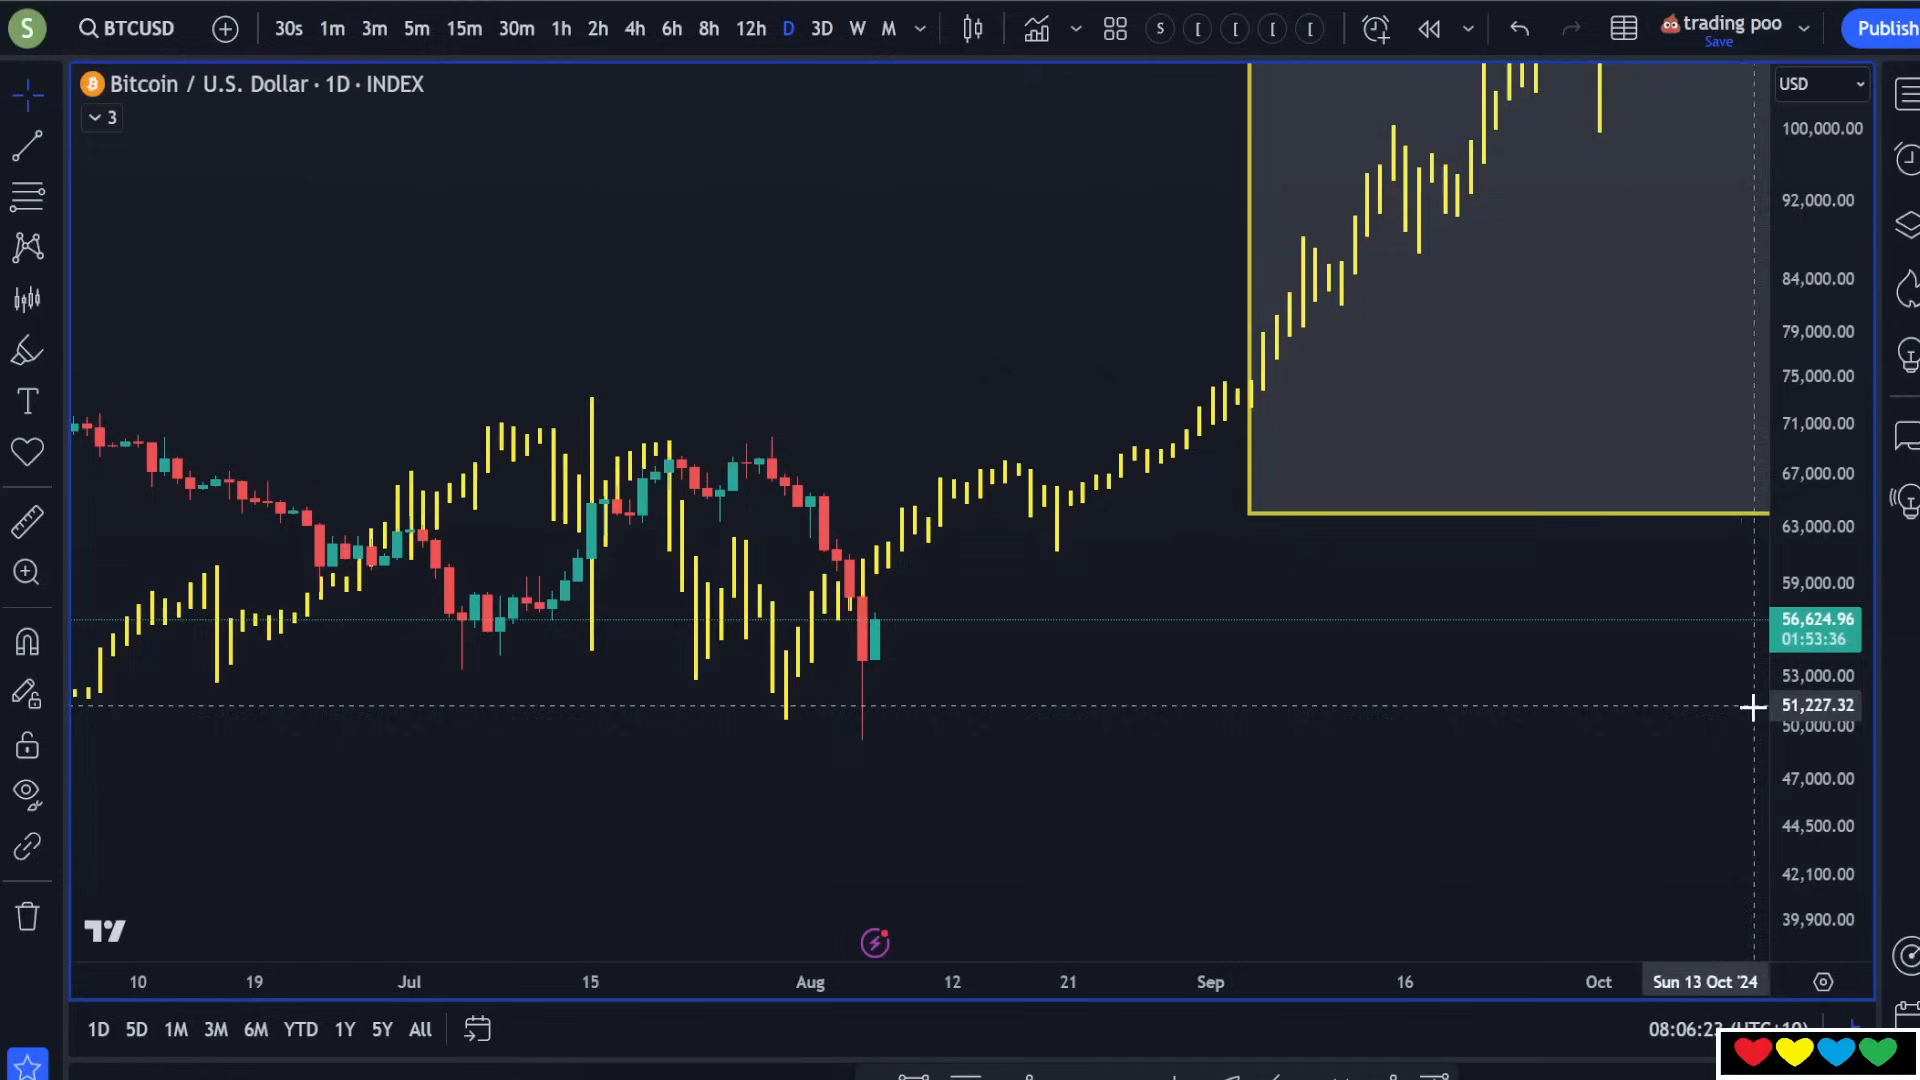 S
BTCUSD
30s 1m 3m 5m 15m 30m 1h 2h 4h 6h 8h 12h D 3D W M
S [ [ [ [
trading poo
Save
Publish
Bitcoin / U.S. Dollar · 1D · INDEX
3
USD
100,000.00
92,000.00
84,000.00
79,000.00
75,000.00
71,000.00
67,000.00
63,000.00
59,000.00
56,624.96
01:53:36
53,000.00
51,227.32
50,000.00
47,000.00
44,500.00
42,100.00
39,900.00
10 19 Jul 15 Aug 12 21 Sep 16 Oct Sun 13 Oct '24
1D 5D 1M 3M 6M YTD 1Y 5Y All
08:06:23 (UTC+10)